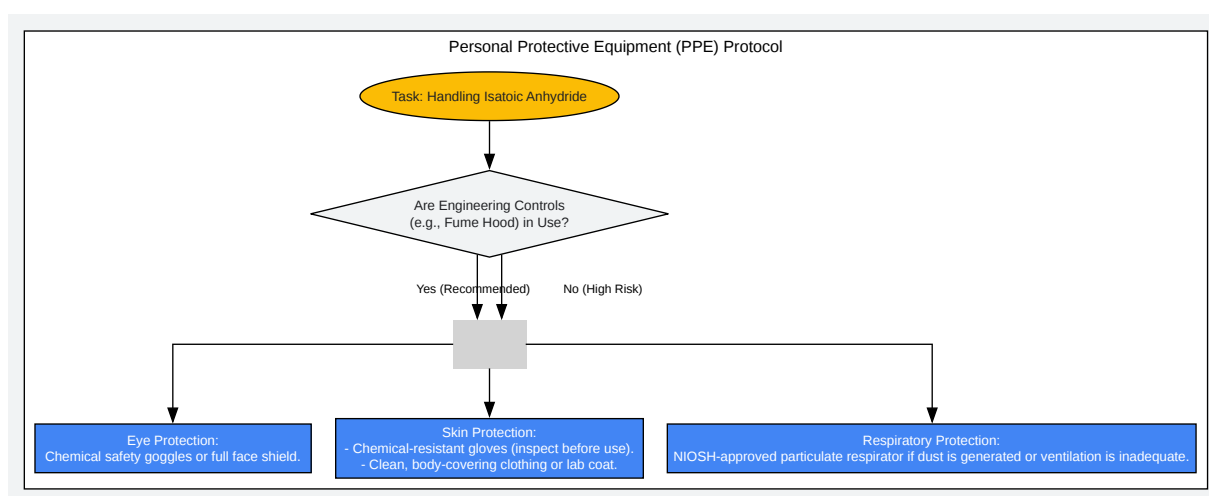 Personal Protective Equipment (PPE) Protocol
Task: Handling Isatoic Anhydride
Are Engineering Controls
(e.g., Fume Hood) in Use?
Yes (Recommended)
No (High Risk)
Eye Protection:
Chemical safety goggles or full face shield.
Skin Protection:
- Chemical-resistant gloves (inspect before use).
- Clean, body-covering clothing or lab coat.
Respiratory Protection:
NIOSH-approved particulate respirator if dust is generated or ventilation is inadequate.